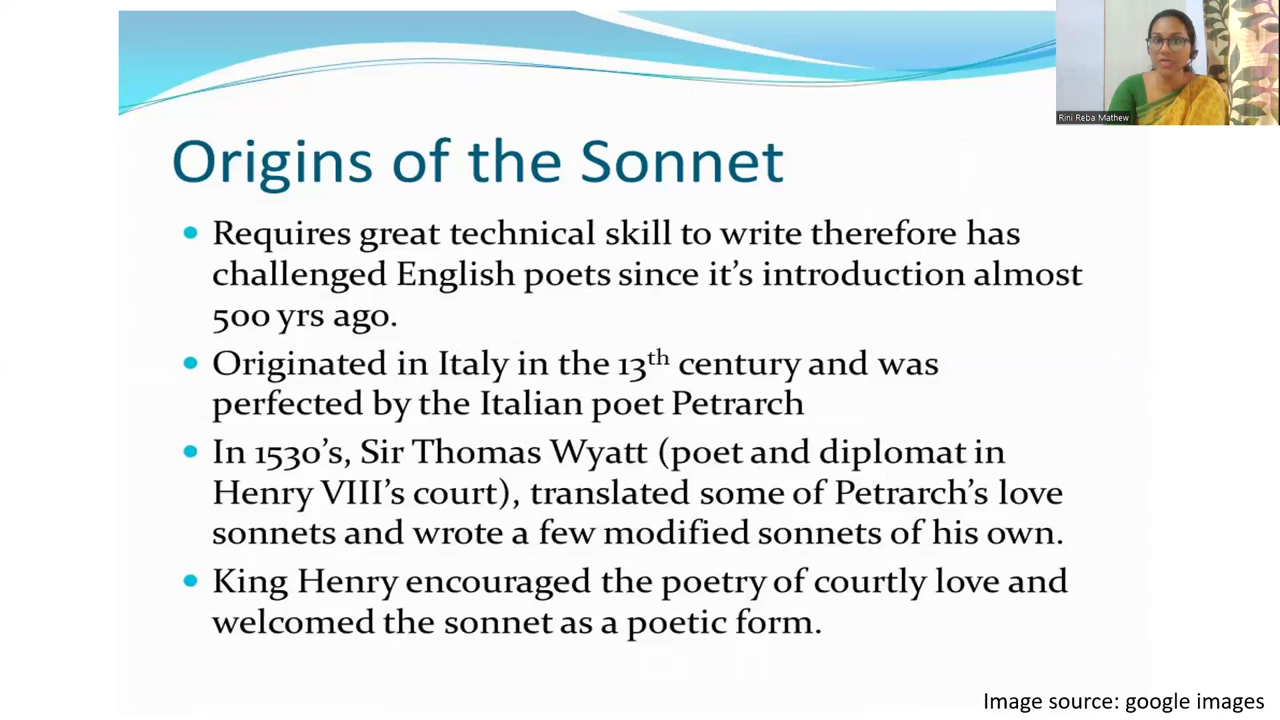 Rini Reba Mathew
Origins of the Sonnet
• Requires great technical skill to write therefore has
challenged English poets since it's introduction almost
500 yrs ago.
• Originated in Italy in the 13th century and was
perfected by the Italian poet Petrarch
• In 1530's, Sir Thomas Wyatt (poet and diplomat in
Henry VIII's court), translated some of Petrarch's love
sonnets and wrote a few modified sonnets of his own.
• King Henry encouraged the poetry of courtly love and
welcomed the sonnet as a poetic form.
Image source: google images